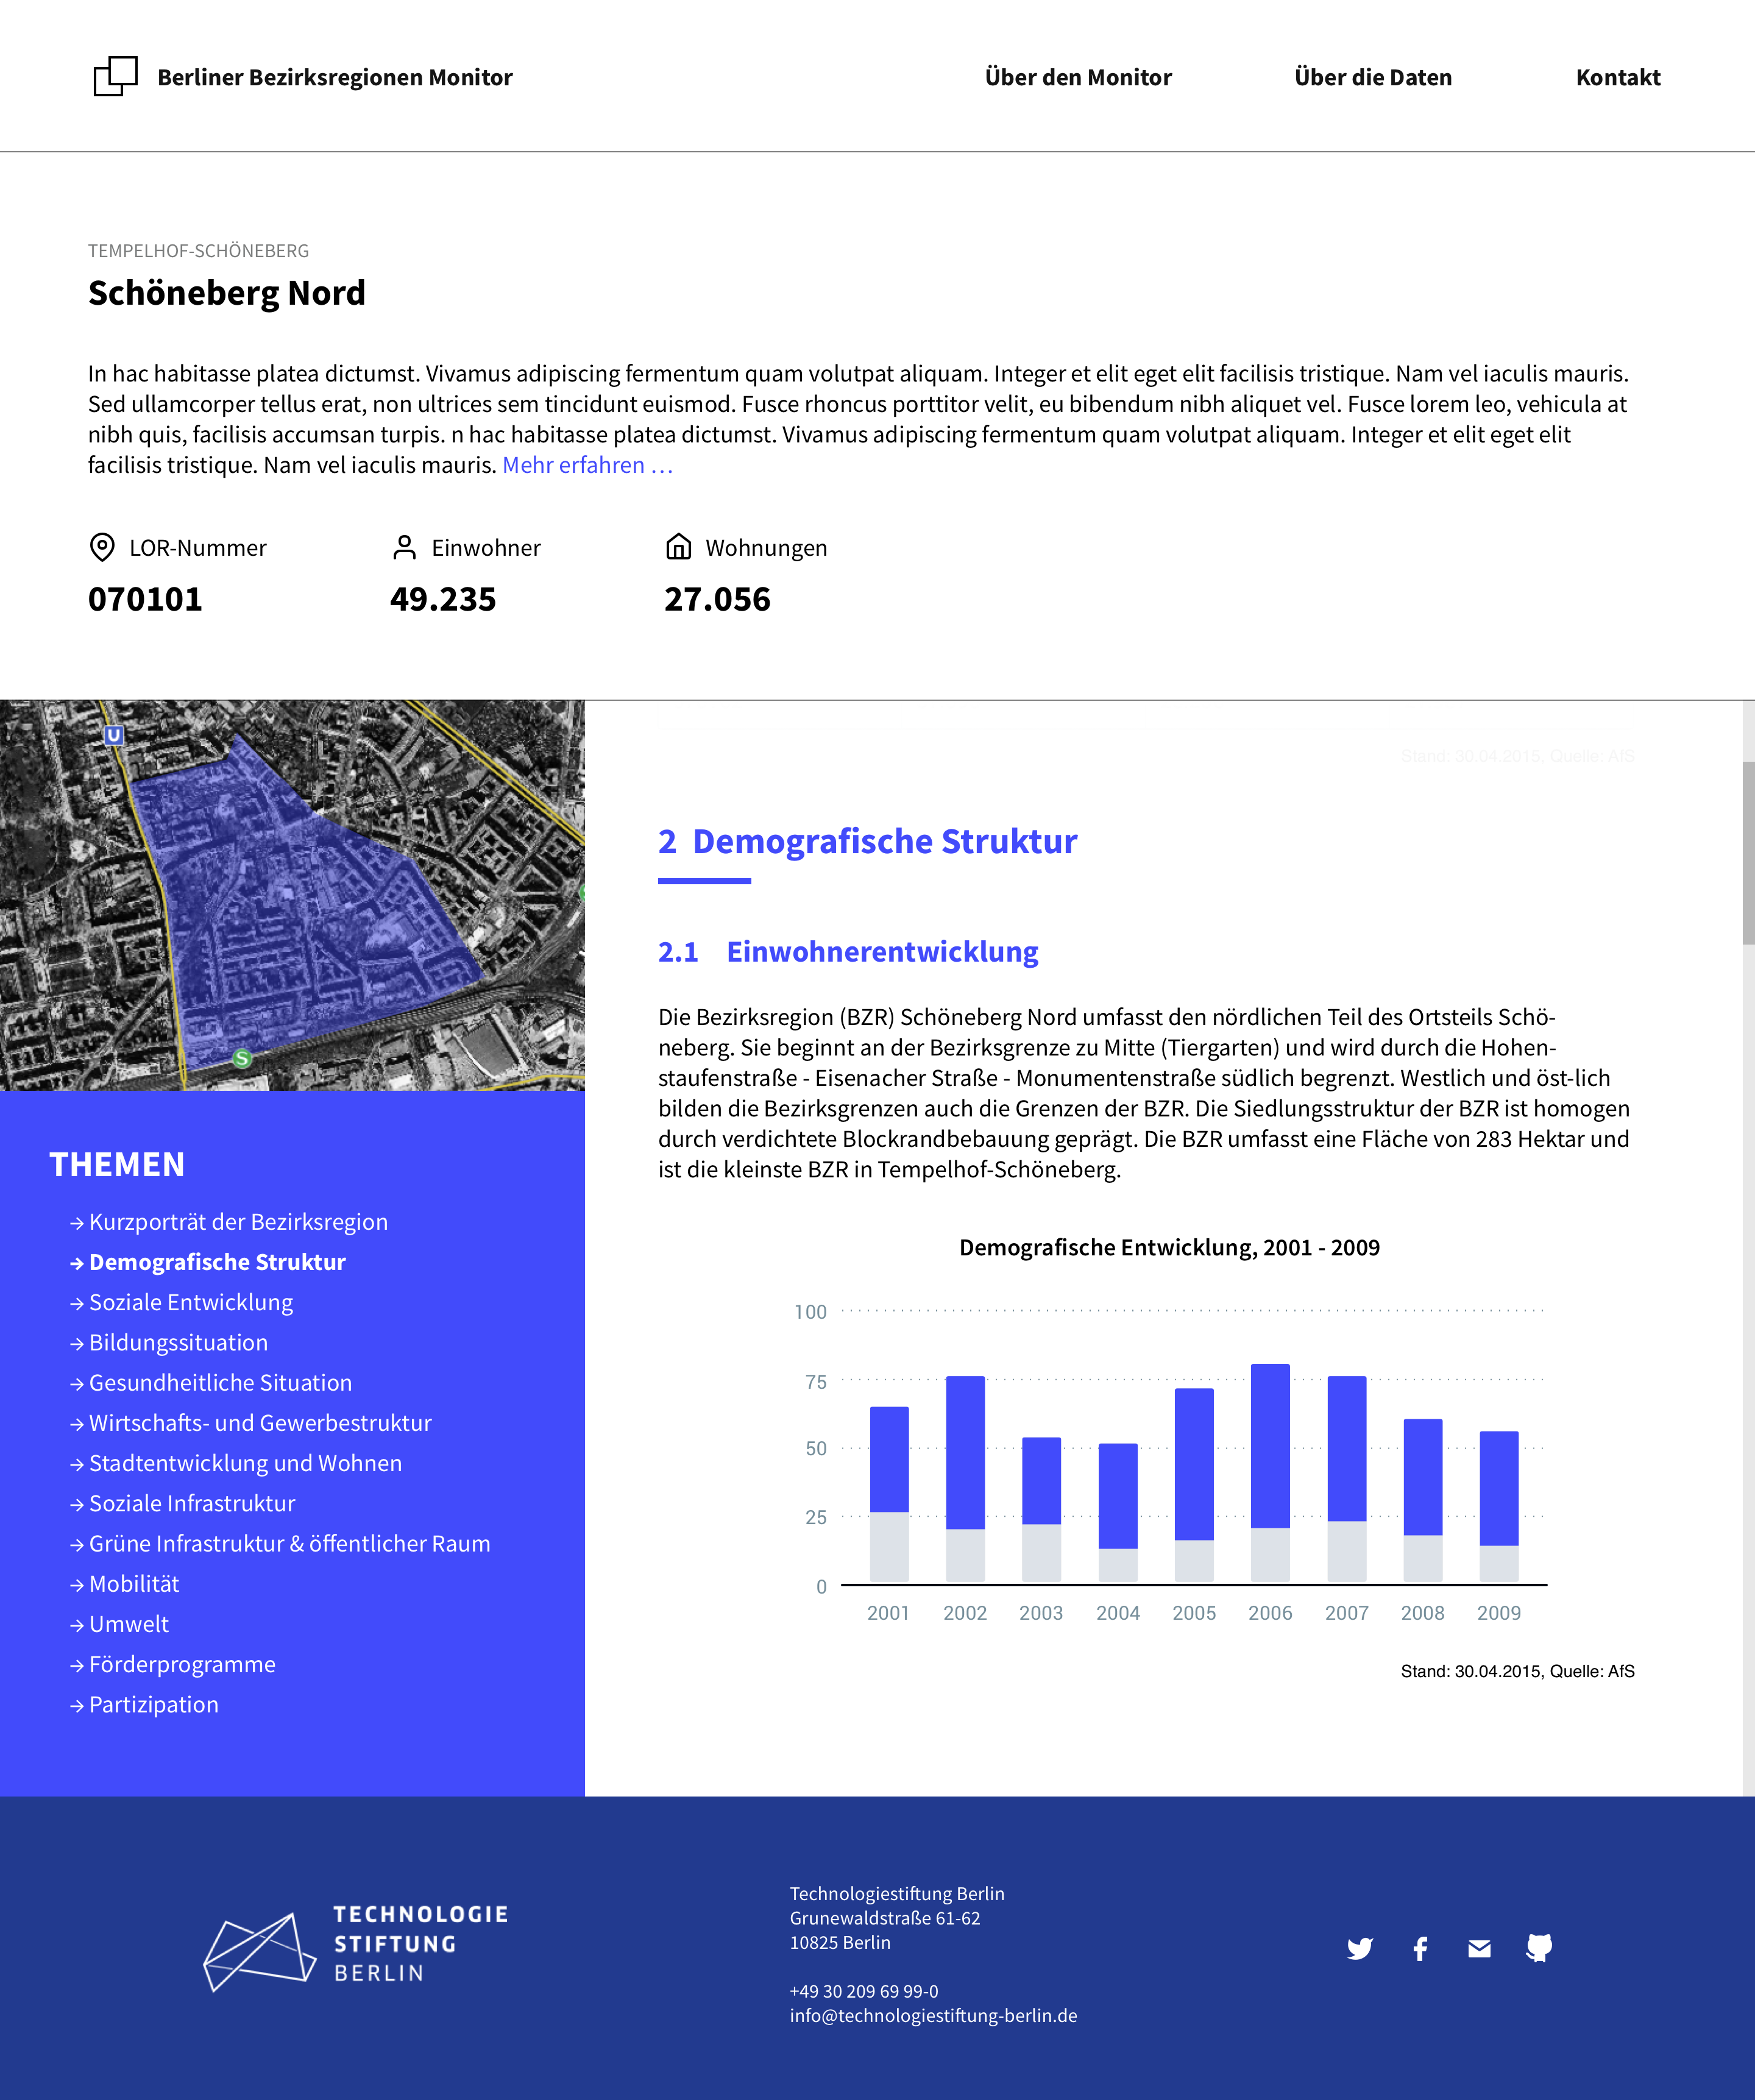 Berliner Bezirksregionen Monitor
Über den Monitor
Über die Daten
Kontakt
TEMPELHOF-SCHÖNEBERG
Schöneberg Nord
In hac habitasse platea dictumst. Vivamus adipiscing fermentum quam volutpat aliquam. Integer et elit eget elit facilisis tristique. Nam vel iaculis mauris.
Sed ullamcorper tellus erat, non ultrices sem tincidunt euismod. Fusce rhoncus porttitor velit, eu bibendum nibh aliquet vel. Fusce lorem leo, vehicula at
nibh quis, facilisis accumsan turpis. n hac habitasse platea dictumst. Vivamus adipiscing fermentum quam volutpat aliquam. Integer et elit eget elit
facilisis tristique. Nam vel iaculis mauris. Mehr erfahren …
LOR-Nummer
070101
Einwohner
49.235
Wohnungen
27.056
U
S
THEMEN
→ Kurzporträt der Bezirksregion
→ Demografische Struktur
→ Soziale Entwicklung
→ Bildungssituation
→ Gesundheitliche Situation
→ Wirtschafts- und Gewerbestruktur
→ Stadtentwicklung und Wohnen
→ Soziale Infrastruktur
→ Grüne Infrastruktur & öffentlicher Raum
→ Mobilität
→ Umwelt
→ Förderprogramme
→ Partizipation
Stand: 30.04.2015, Quelle: AfS
2 Demografische Struktur
2.1 Einwohnerentwicklung
Die Bezirksregion (BZR) Schöneberg Nord umfasst den nördlichen Teil des Ortsteils Schö-
neberg. Sie beginnt an der Bezirksgrenze zu Mitte (Tiergarten) und wird durch die Hohen-
staufenstraße - Eisenacher Straße - Monumentenstraße südlich begrenzt. Westlich und öst-lich
bilden die Bezirksgrenzen auch die Grenzen der BZR. Die Siedlungsstruktur der BZR ist homogen
durch verdichtete Blockrandbebauung geprägt. Die BZR umfasst eine Fläche von 283 Hektar und
ist die kleinste BZR in Tempelhof-Schöneberg.
Demografische Entwicklung, 2001 - 2009
100
75
50
25
0
2001 2002 2003 2004 2005 2006 2007 2008 2009
Stand: 30.04.2015, Quelle: AfS
TECHNOLOGIE
STIFTUNG
BERLIN
Technologiestiftung Berlin
Grunewaldstraße 61-62
10825 Berlin
+49 30 209 69 99-0
info@technologiestiftung-berlin.de